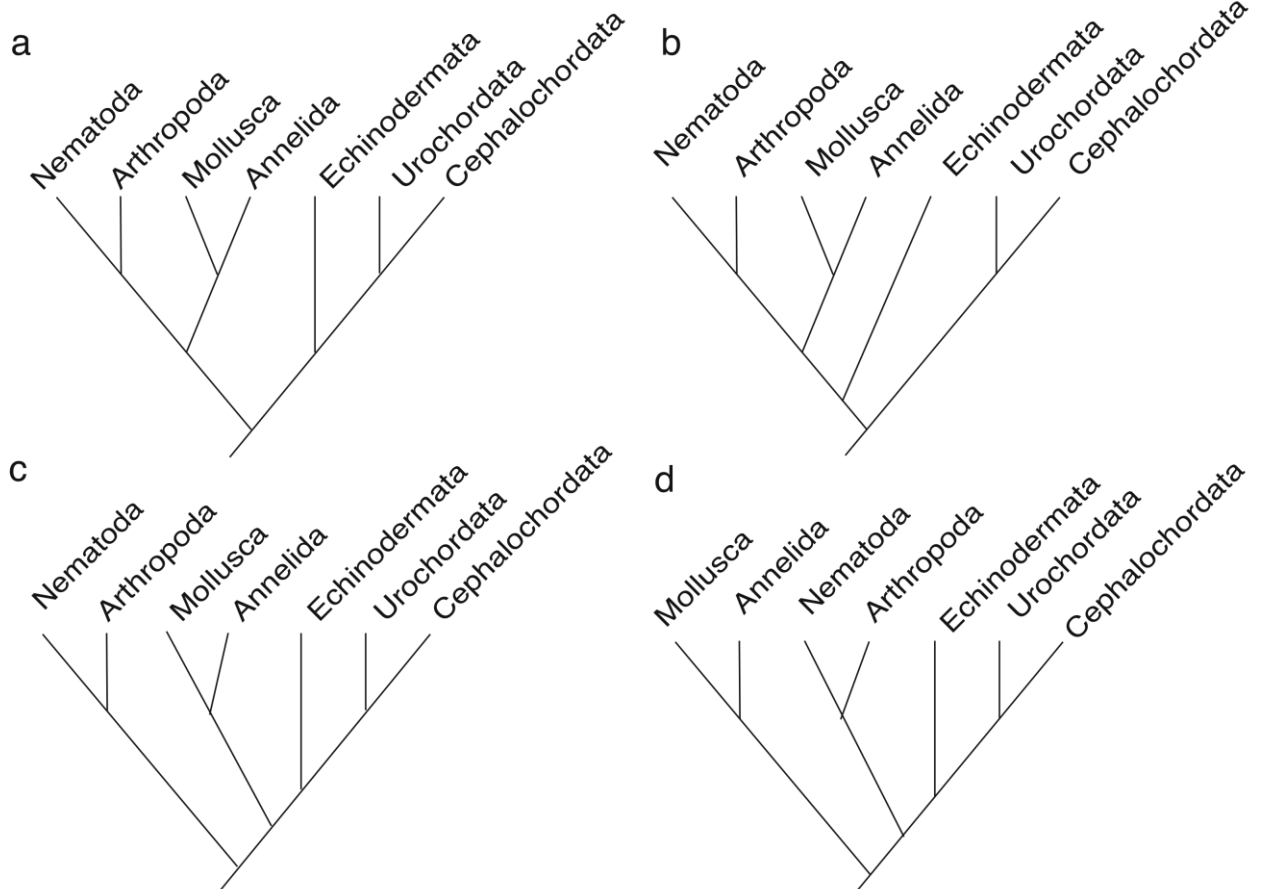 a
Nematoda
Arthropoda
Mollusca
Annelida
Echinodermata
Urochordata
Cephalochordata
b
Nematoda
Arthropoda
Mollusca
Annelida
Echinodermata
Urochordata
Cephalochordata
c
Nematoda
Arthropoda
Mollusca
Annelida
Echinodermata
Urochordata
Cephalochordata
d
Mollusca
Annelida
Nematoda
Arthropoda
Echinodermata
Urochordata
Cephalochordata